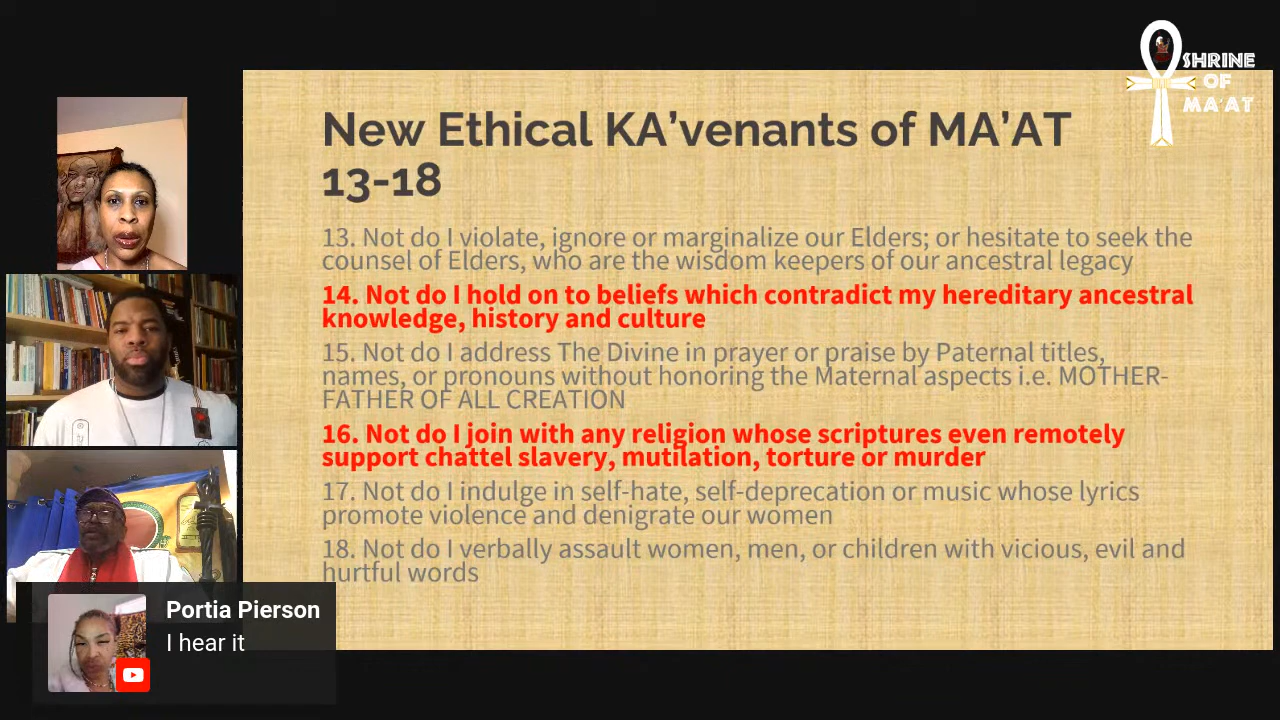 SHRINE
OF
MA'AT
New Ethical KA’venants of MA’AT
13-18
13. Not do I violate, ignore or marginalize our Elders; or hesitate to seek the
counsel of Elders, who are the wisdom keepers of our ancestral legacy
14. Not do I hold on to beliefs which contradict my hereditary ancestral
knowledge, history and culture
15. Not do I address The Divine in prayer or praise by Paternal titles,
names, or pronouns without honoring the Maternal aspects i.e. MOTHER-
FATHER OF ALL CREATION
16. Not do I join with any religion whose scriptures even remotely
support chattel slavery, mutilation, torture or murder
17. Not do I indulge in self-hate, self-deprecation or music whose lyrics
promote violence and denigrate our women
18. Not do I verbally assault women, men, or children with vicious, evil and
hurtful words
Portia Pierson
I hear it